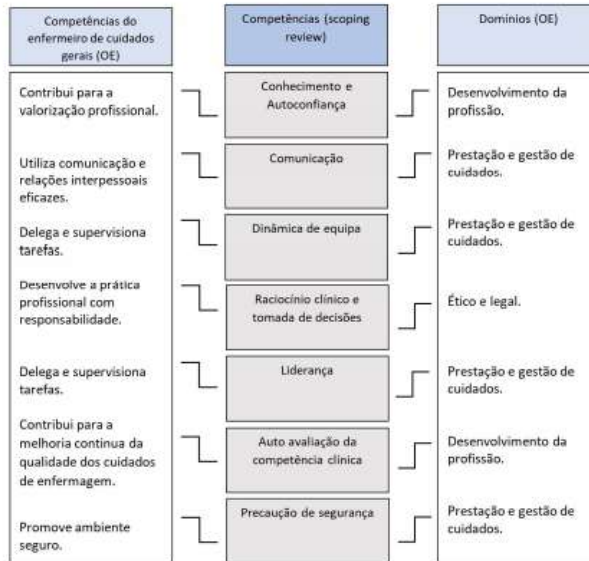 Competências do
enfermeiro de cuidados
gerais (OE)
Competências (scoping
review)
Domínios (OE)
Contribui para a
valorização profissional.
Conhecimento e
Autoconfiança
Desenvolvimento da
profissão.
Utiliza comunicação e
relações interpessoais
eficazes.
Comunicação
Prestação e gestão de
cuidados.
Delega e supervisiona
tarefas.
Dinâmica de equipa
Prestação e gestão de
cuidados.
Desenvolve a prática
profissional com
responsabilidade.
Raciocínio clínico e
tomada de decisões
Ético e legal.
Delega e supervisiona
tarefas.
Liderança
Prestação e gestão de
cuidados.
Contribui para a
melhoria continua da
qualidade dos cuidados
de enfermagem.
Auto avaliação da
competência clínica
Desenvolvimento da
profissão.
Promove ambiente
seguro.
Precaução de segurança
Prestação e gestão de
cuidados.